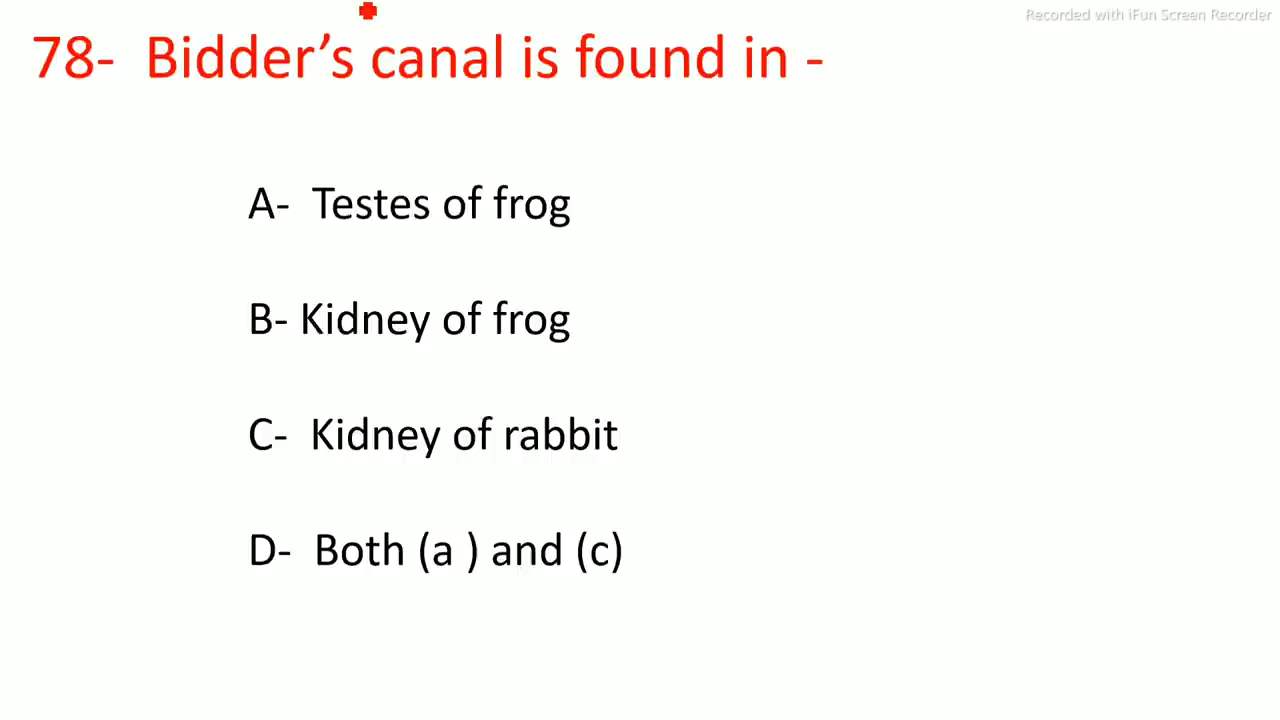 Recorded with iFun Screen Recorder
78- Bidder’s canal is found in -
A- Testes of frog
B- Kidney of frog
C- Kidney of rabbit
D- Both (a ) and (c)